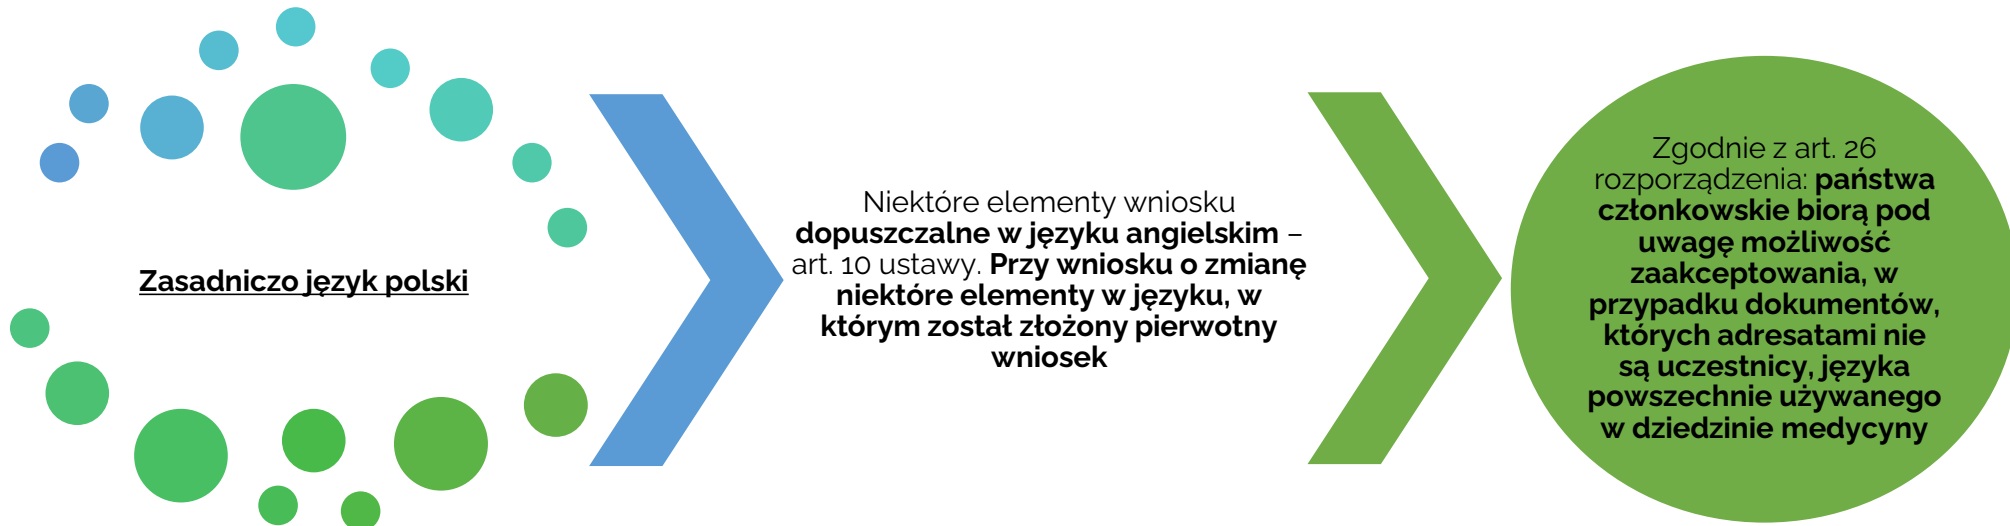 Zasadniczo język polski
Niektóre elementy wniosku
dopuszczalne w języku angielskim –
art. 10 ustawy. Przy wniosku o zmianę
niektóre elementy w języku, w
którym został złożony pierwotny
wniosek
Zgodnie z art. 26
rozporządzenia: państwa
członkowskie biorą pod
uwagę możliwość
zaakceptowania, w
przypadku dokumentów,
których adresatami nie
są uczestnicy, języka
powszechnie używanego
w dziedzinie medycyny